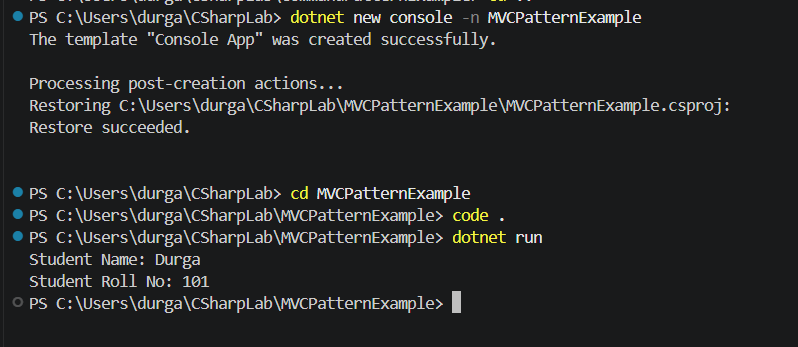 PS C:\Users\durga\CSharpLab> dotnet new console -n MVCPatternExample
The template "Console App" was created successfully.
Processing post-creation actions...
Restoring C:\Users\durga\CSharpLab\MVCPatternExample\MVCPatternExample.csproj:
Restore succeeded.
PS C:\Users\durga\CSharpLab> cd MVCPatternExample
PS C:\Users\durga\CSharpLab\MVCPatternExample> code .
PS C:\Users\durga\CSharpLab\MVCPatternExample> dotnet run
Student Name: Durga
Student Roll No: 101
PS C:\Users\durga\CSharpLab\MVCPatternExample>